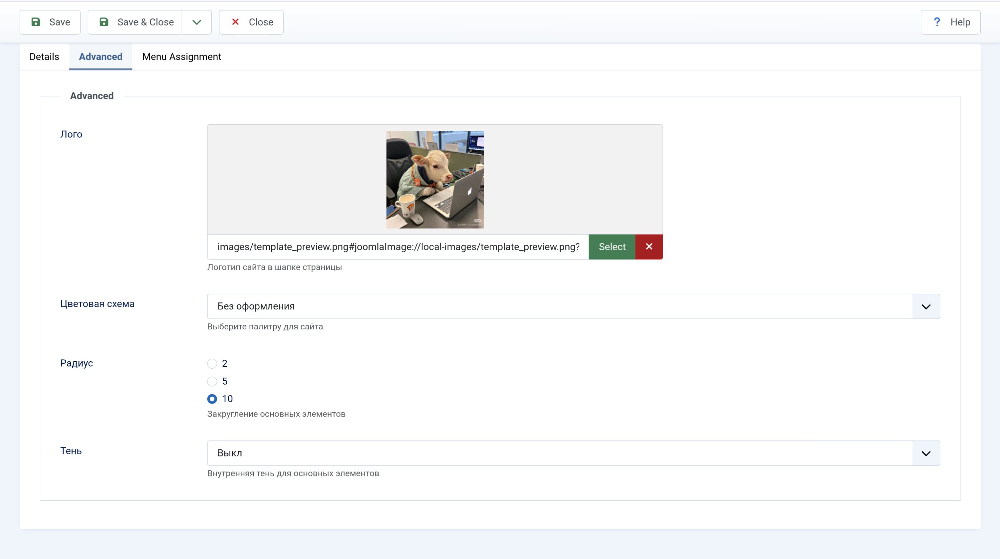 Save
Save & Close
Close
? Help
Details
Advanced
Menu Assignment
Advanced
Лого
images/template_preview.png#joomlaImage://local-images/template_preview.png?
Select
Логотип сайта в шапке страницы
Цветовая схема
Без оформления
Выберите палитру для сайта
Радиус
2
5
10
Закругление основных элементов
Тень
Выкл
Внутренняя тень для основных элементов